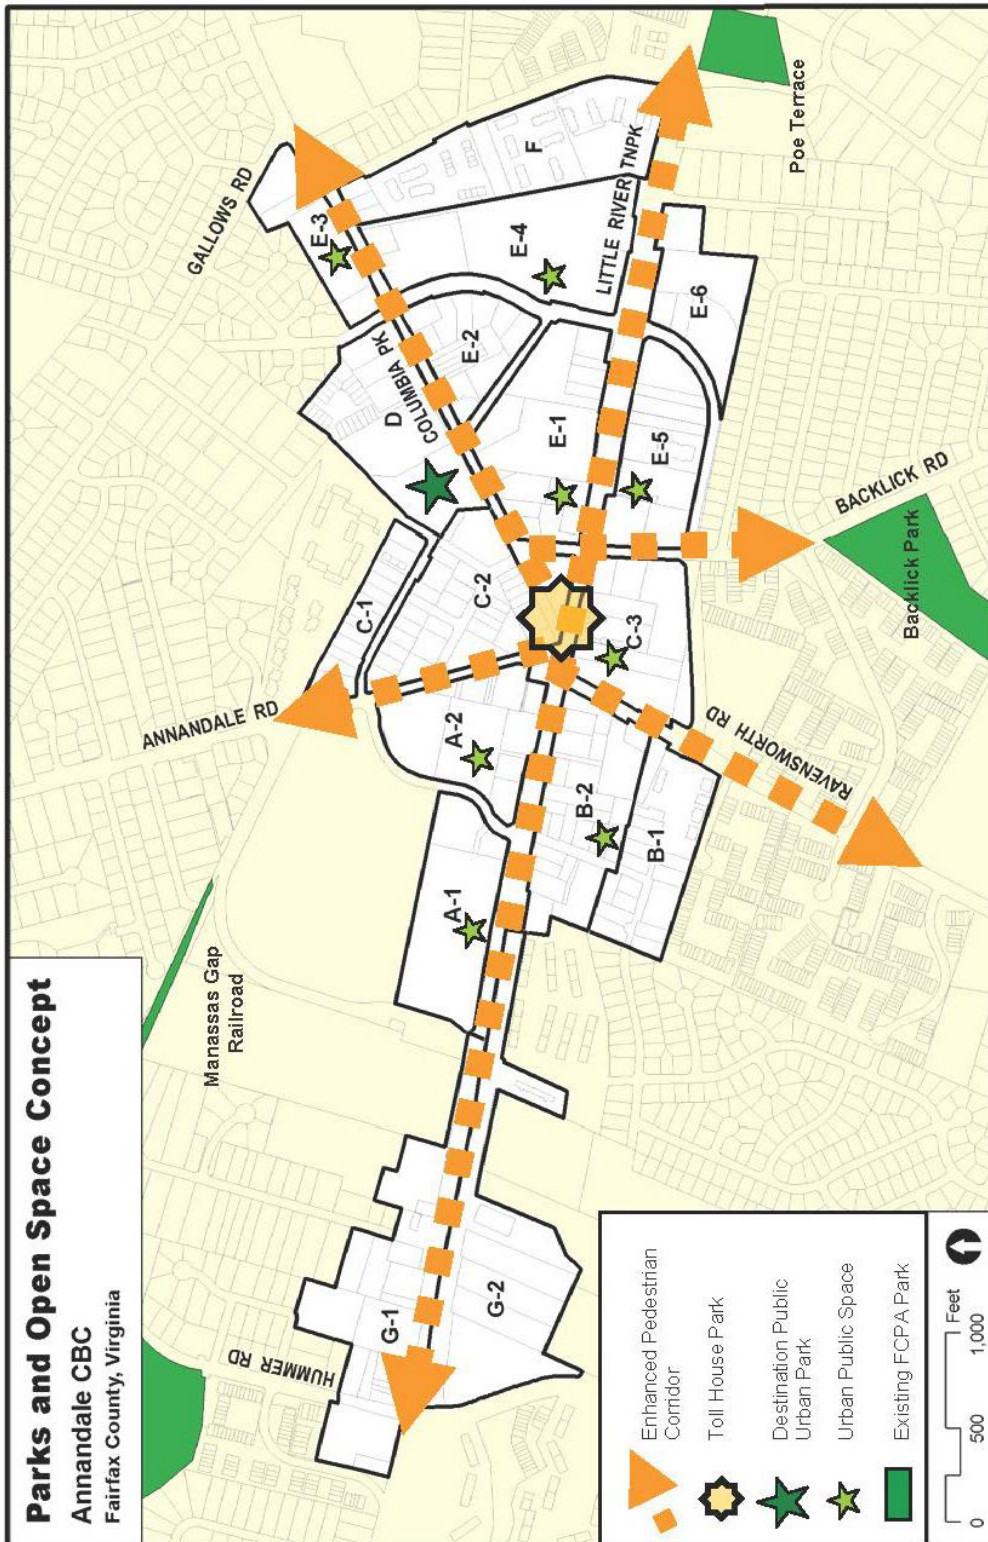 Parks and Open Space Concept
Annandale CBC
Fairfax County, Virginia
Manassas Gap
Railroad
ANNANDALE RD
GALLOWS RD
HUMMER RD
COLUMBIA PK
LITTLE RIVER TNPK
RAVENSWORTH RD
BACKLICK RD
Backlick Park
Poe Terrace
G-1
G-2
A-1
A-2
B-1
B-2
C-1
C-2
C-3
D
E-1
E-2
E-3
E-4
E-5
E-6
F
Enhanced Pedestrian
Corridor
Toll House Park
Destination Public
Urban Park
Urban Public Space
Existing FCPA Park
0 500 1,000
Feet